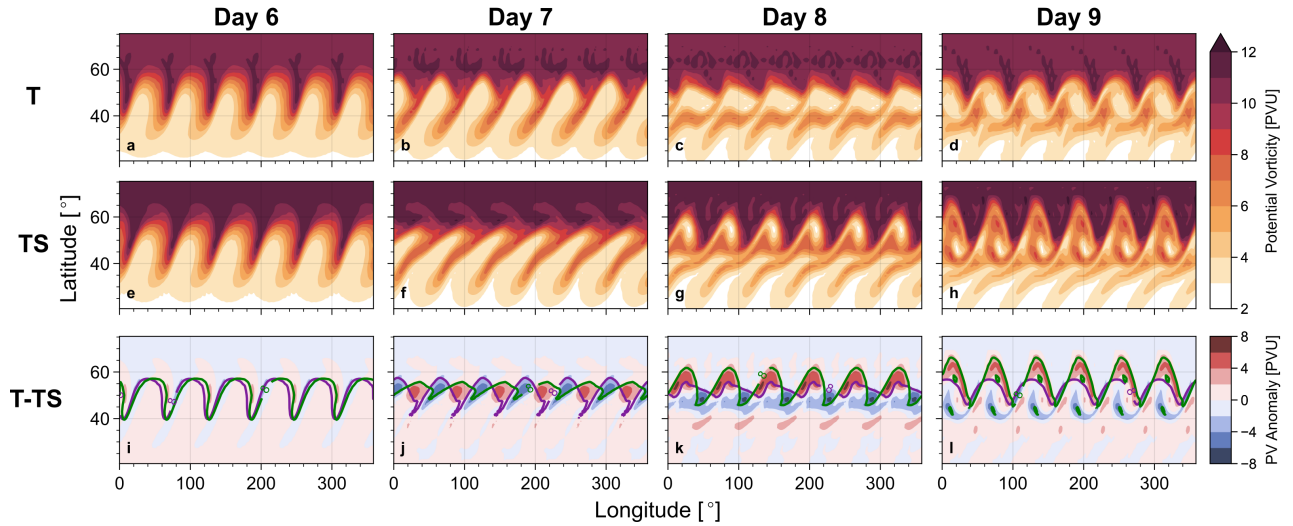 Day 6 Day 7 Day 8 Day 9
T
60
40
a b c d
12
10
8
6
4
2
Potential Vorticity [PVU]
TS
60
40
Latitude [°]
e f g h
T-TS
60
40
i j k l
8
4
0
−4
−8
PV Anomaly [PVU]
0 100 200 300 0 100 200 300 0 100 200 300 0 100 200 300
Longitude [°]